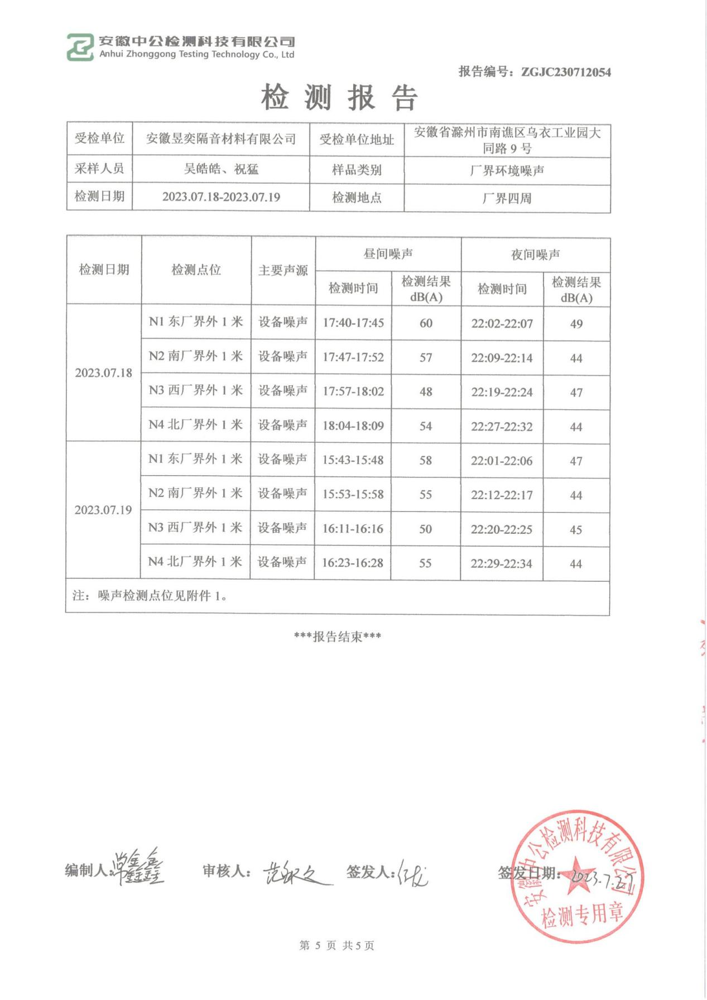 安徽中公检测科技有限公司
Anhui Zhonggong Testing Technology Co., Ltd
报告编号：ZGJC230712054
检测报告
受检单位 安徽昱奕隔音材料有限公司 受检单位地址 安徽省滁州市南谯区乌衣工业园大
同路 9 号
采样人员 吴皓皓、祝猛 样品类别 厂界环境噪声
检测日期 2023.07.18-2023.07.19 检测地点 厂界四周
检测日期 检测点位 主要声源 昼间噪声 夜间噪声
检测时间 检测结果 dB(A) 检测时间 检测结果 dB(A)
2023.07.18
N1 东厂界外 1 米 设备噪声 17:40-17:45 60 22:02-22:07 49
N2 南厂界外 1 米 设备噪声 17:47-17:52 57 22:09-22:14 44
N3 西厂界外 1 米 设备噪声 17:57-18:02 48 22:19-22:24 47
N4 北厂界外 1 米 设备噪声 18:04-18:09 54 22:27-22:32 44
2023.07.19
N1 东厂界外 1 米 设备噪声 15:43-15:48 58 22:01-22:06 47
N2 南厂界外 1 米 设备噪声 15:53-15:58 55 22:12-22:17 44
N3 西厂界外 1 米 设备噪声 16:11-16:16 50 22:20-22:25 45
N4 北厂界外 1 米 设备噪声 16:23-16:28 55 22:29-22:34 44
注：噪声检测点位见附件 1。
***报告结束***
编制人： 审核人： 签发人： 签发日期：2023.7.27
安徽中公检测科技有限公司
检测专用章
第 5 页 共 5 页